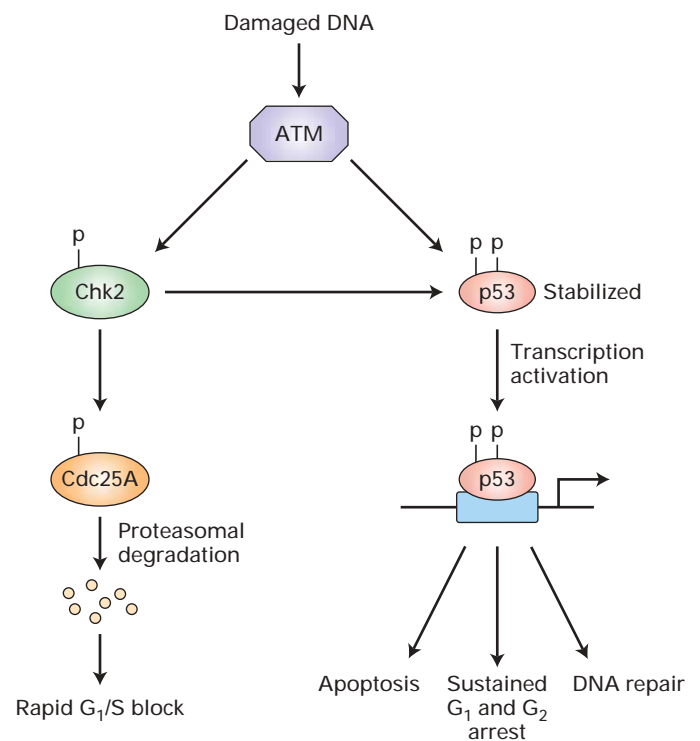 Damaged DNA
ATM
p
Chk2
p p
p53
Stabilized
Transcription
activation
p
Cdc25A
p p
p53
Proteasomal
degradation
Rapid G₁/S block
Apoptosis
Sustained
G₁ and G₂
arrest
DNA repair